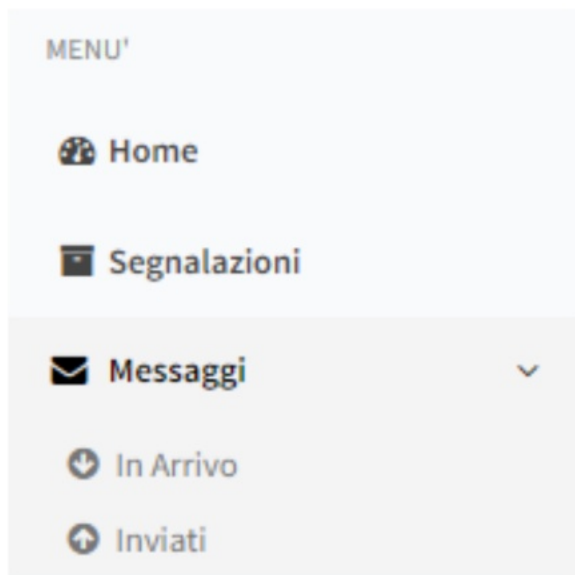 MENU'
Home
Segnalazioni
Messaggi
In Arrivo
Inviati